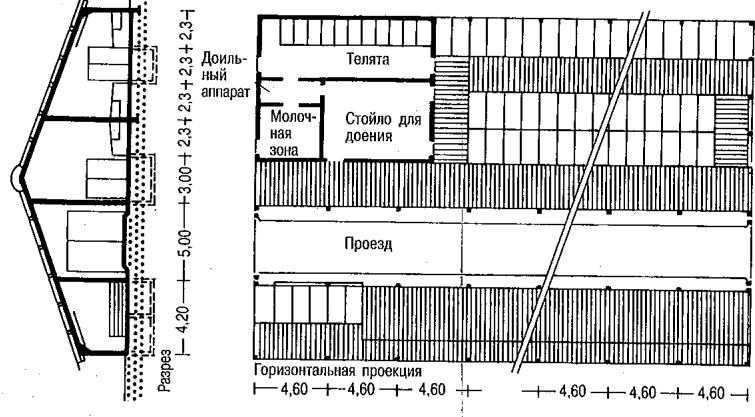 Телята
Доиль-
ный
аппарат
Молоч-
ная
зона
Стойло для
доения
Проезд
Горизонтальная проекция
4,60 4,60 4,60 4,60 4,60 4,60
Разрез
4,20 5,00 3,00 2,3 2,3 2,3 2,3